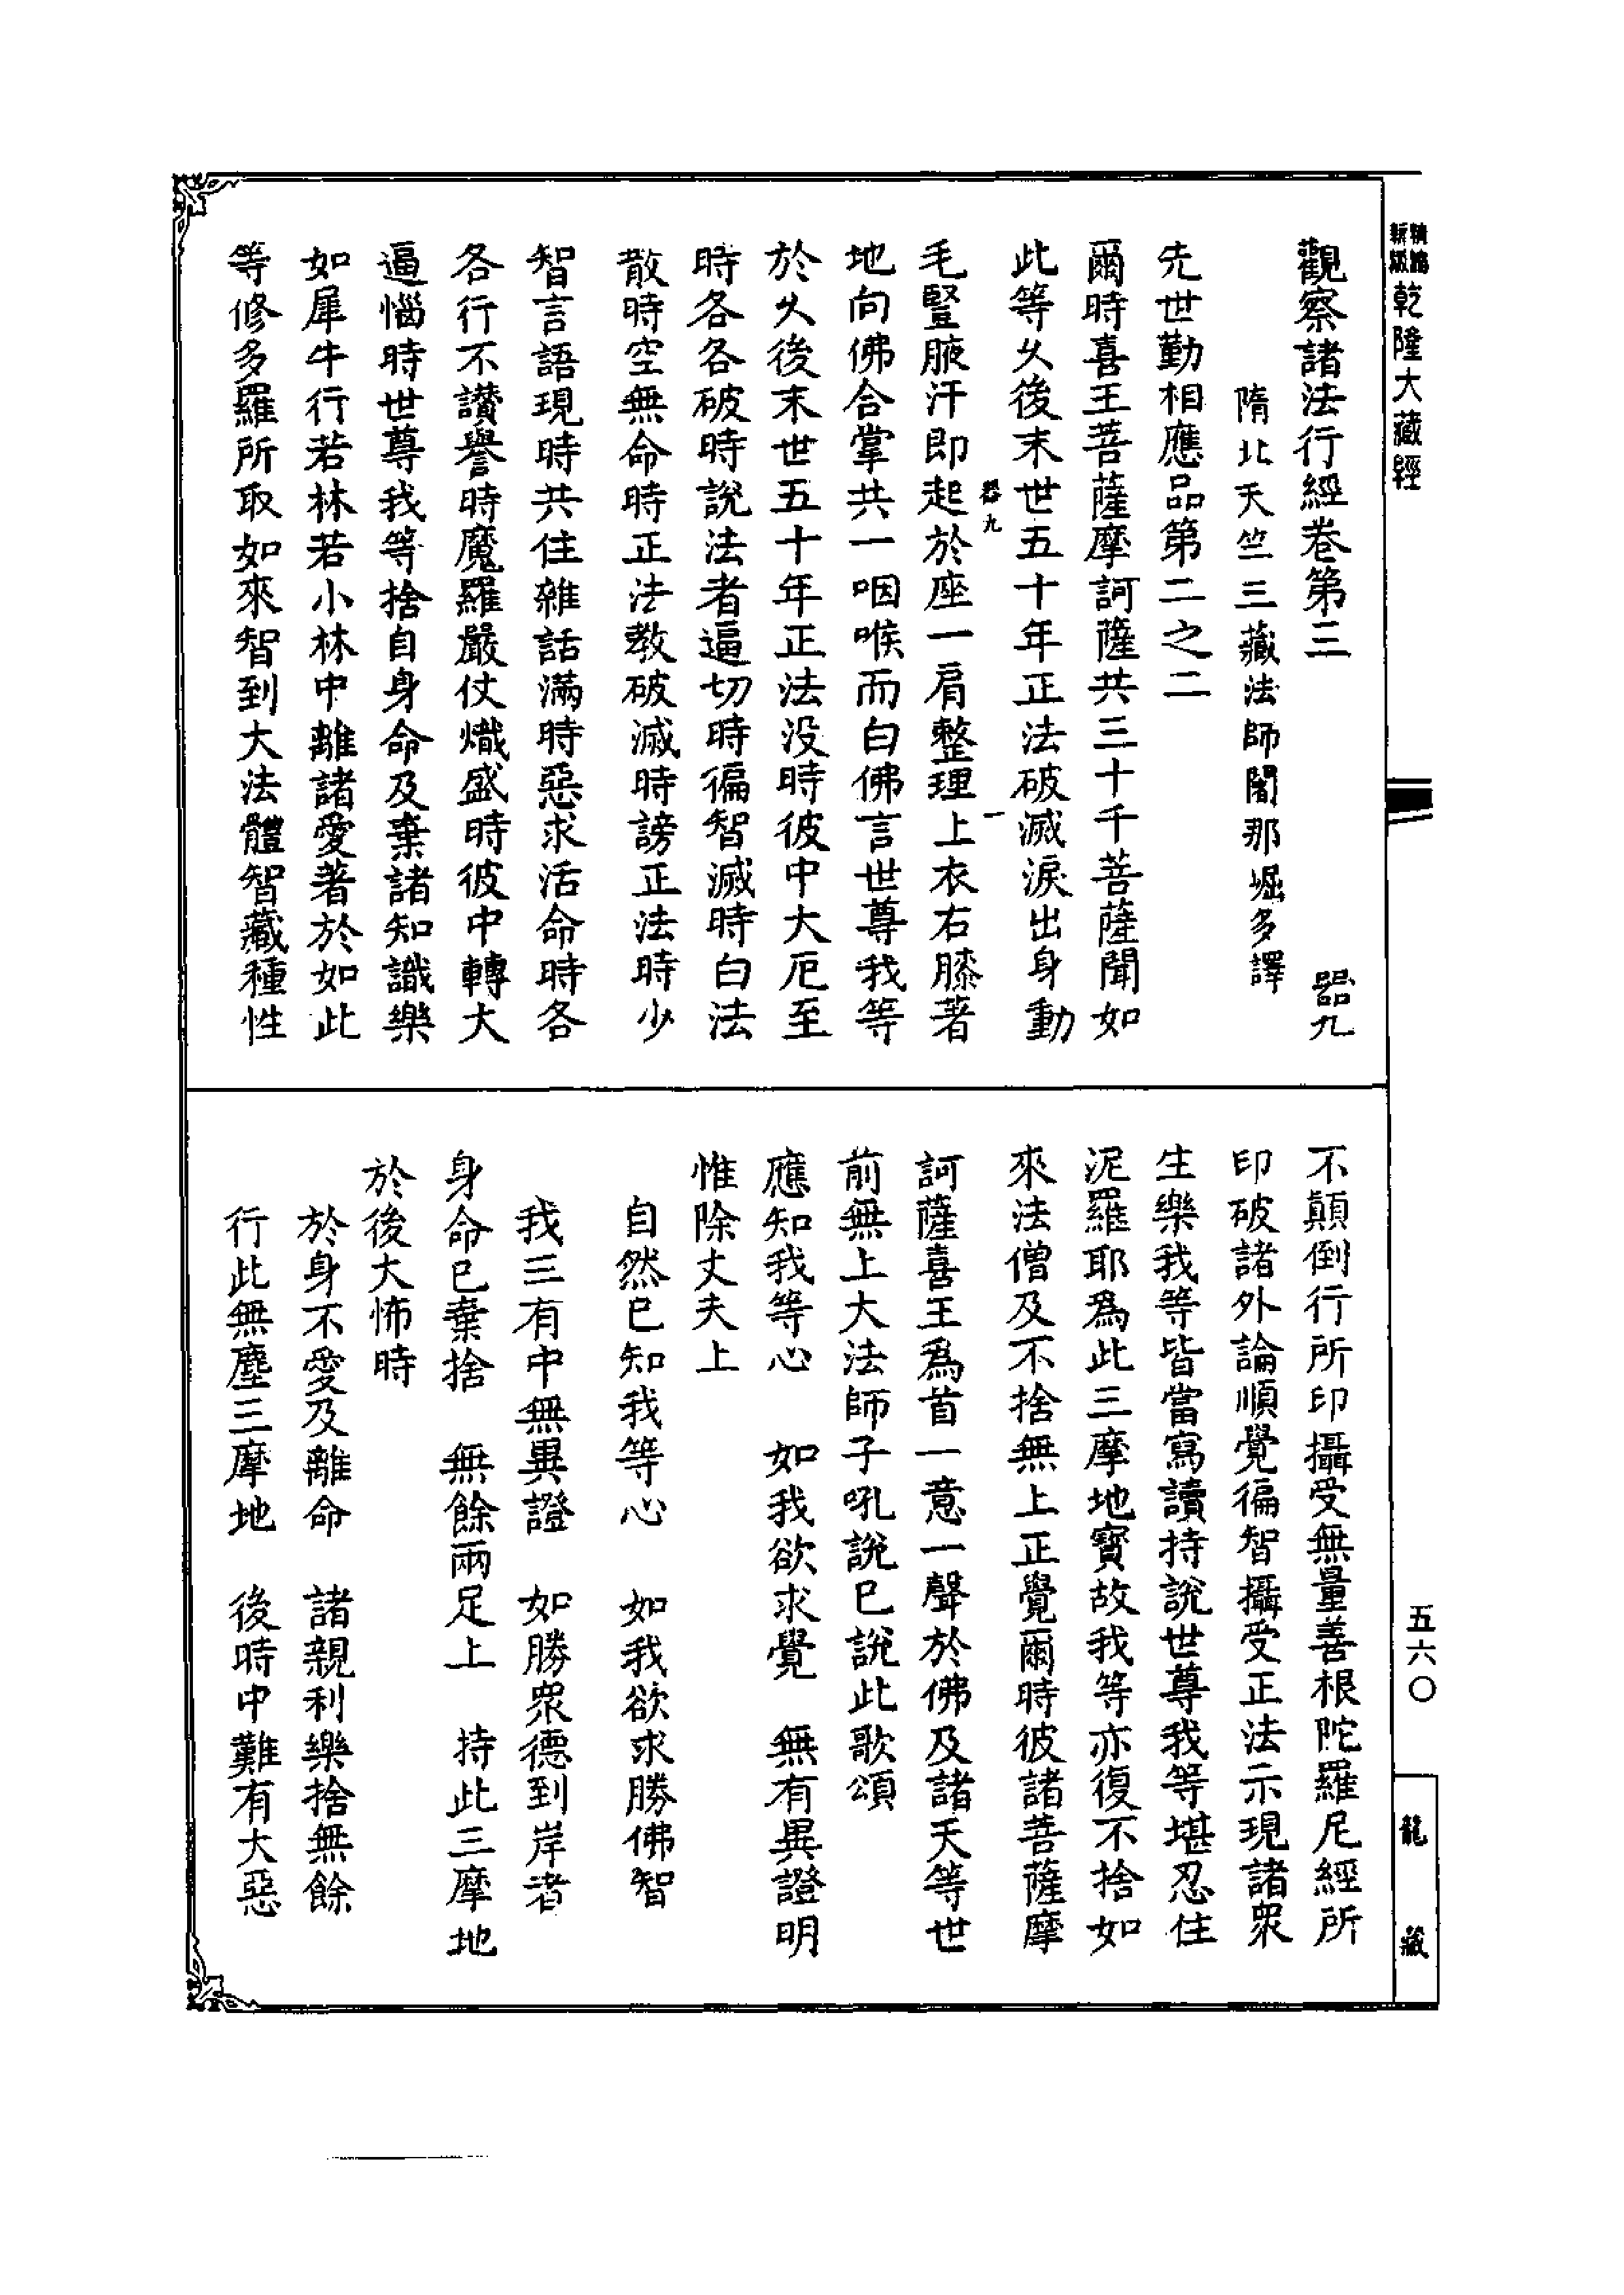 精縮
新版
乾隆大藏經
觀察諸法行經卷第三 器九
隋北天竺三藏法師闍那崛多譯
先世勤相應品第二之二
爾時喜王菩薩摩訶薩共三十千菩薩聞如
此等久後末世五十年正法破滅淚出身動
器九 一
毛豎腋汗即起於座一肩整理上衣右膝著
地向佛合掌共一咽喉而白佛言世尊我等
於久後末世五十年正法没時彼中大厄至
時各各破時說法者逼切時徧智滅時白法
散時空無命時正法教破滅時謗正法時少
智言語現時共住雜話滿時惡求活命時各
各行不讃譽時魔羅嚴仗熾盛時彼中轉大
逼惱時世尊我等捨自身命及棄諸知識樂
如犀牛行若林若小林中離諸愛著於如此
等修多羅所取如來智到大法體智藏種性
不顛倒行所印攝受無量善根陀羅尼經所
印破諸外論順覺徧智攝受正法示現諸衆
生樂我等皆當寫讀持說世尊我等堪忍住
泥羅耶爲此三摩地寶故我等亦復不捨如
來法僧及不捨無上正覺爾時彼諸菩薩摩
訶薩喜王爲首一意一聲於佛及諸天等世
前無上大法師子吼說已說此歌頌
應知我等心　如我欲求覺　無有異證明
惟除丈夫上
自然已知我等心　如我欲求勝佛智
我三有中無異證　如勝衆德到岸者
身命已棄捨　無餘兩足上　持此三摩地
於後大怖時
於身不愛及離命　諸親利樂捨無餘
行此無塵三摩地　後時中難有大惡
五六〇
龍藏